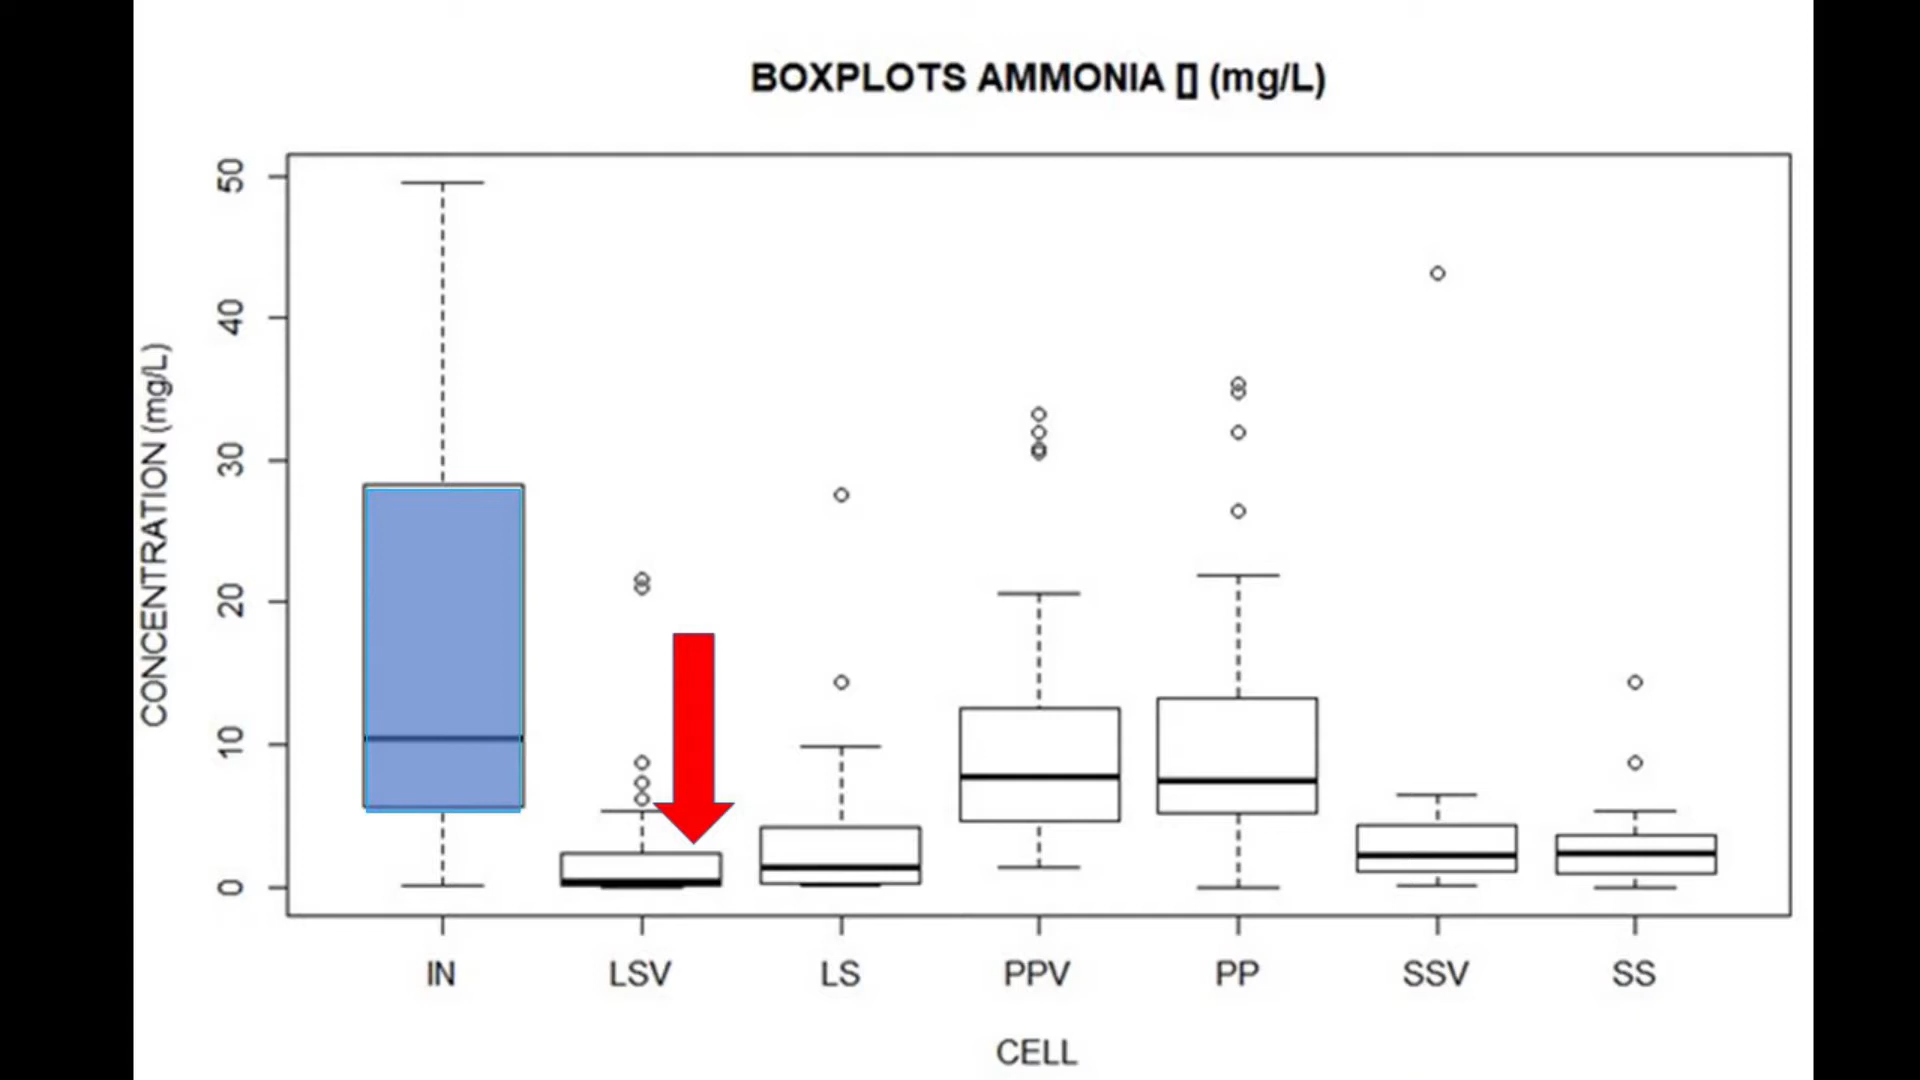 BOXPLOTS AMMONIA [] (mg/L)
CONCENTRATION (mg/L)
50
40
30
20
10
0
IN LSV LS PPV PP SSV SS
CELL